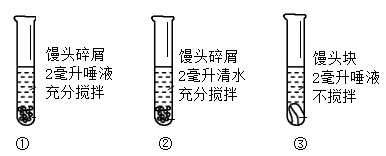 馒头碎屑
2毫升唾液
充分搅拌
①
馒头碎屑
2毫升清水
充分搅拌
②
馒头块
2毫升唾液
不搅拌
③